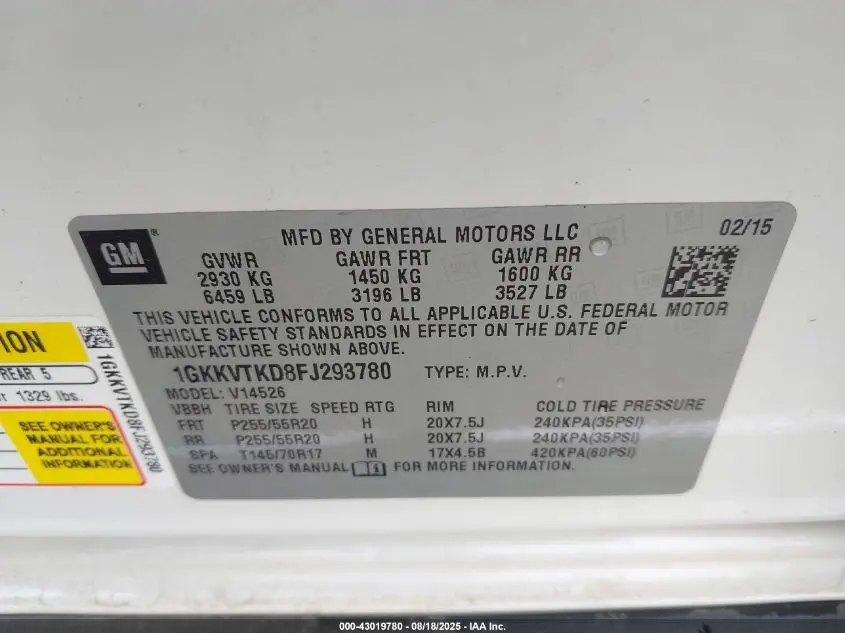 GM
®
MFD BY GENERAL MOTORS LLC
02/15
GVWR GAWR FRT GAWR RR
2930 KG 1450 KG 1600 KG
6459 LB 3196 LB 3527 LB
THIS VEHICLE CONFORMS TO ALL APPLICABLE U.S. FEDERAL MOTOR
VEHICLE SAFETY STANDARDS IN EFFECT ON THE DATE OF
MANUFACTURE SHOWN ABOVE.
1GKKVTKD8FJ293780 TYPE: M.P.V.
MODEL: V14526
VBBH TIRE SIZE SPEED RTG RIM COLD TIRE PRESSURE
FRT P255/55R20 H 20X7.5J 240KPA(35PSI)
RR P255/55R20 H 20X7.5J 240KPA(35PSI)
SPA T145/70R17 M 17X4.5B 420KPA(60PSI)
SEE OWNER'S MANUAL FOR MORE INFORMATION.
ION
REAR 5
r 1329 lbs.
SEE OWNER'S
MANUAL FOR
ADDITIONAL
INFORMATION
1GKKVTKD8FJ293780
000-43019780 - 08/18/2025 - IAA Inc.